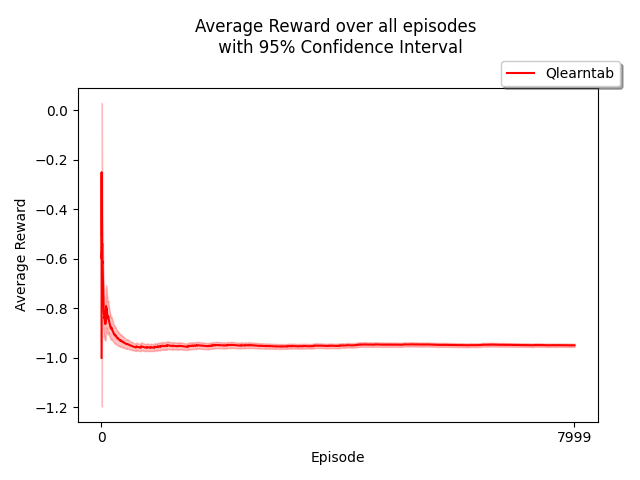 Average Reward over all episodes
with 95% Confidence Interval
Qlearntab
0.0
−0.2
−0.4
−0.6
−0.8
−1.0
−1.2
Average Reward
0
7999
Episode